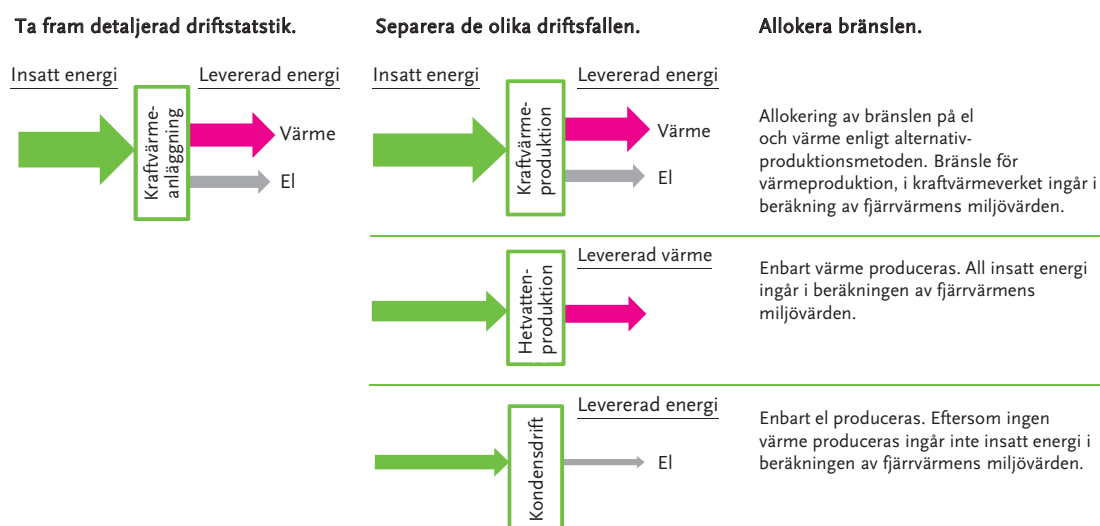 Ta fram detaljerad driftstatstik.
Insatt energi
Levererad energi
Kraftvärme-
anläggning
Värme
El
Separera de olika driftsfallen.
Insatt energi
Levererad energi
Kraftvärme-
produktion
Värme
El
Levererad värme
Hetvatten-
produktion
Levererad energi
Kondensdrift
El
Allokera bränslen.
Allokering av bränslen på el
och värme enligt alternativ-
produktionsmetoden. Bränsle för
värmeproduktion, i kraftvärmeverket ingår i
beräkning av fjärrvärmens miljövärden.
Enbart värme produceras. All insatt energi
ingår i beräkningen av fjärrvärmens
miljövärden.
Enbart el produceras. Eftersom ingen
värme produceras ingår inte insatt energi i
beräkningen av fjärrvärmens miljövärden.